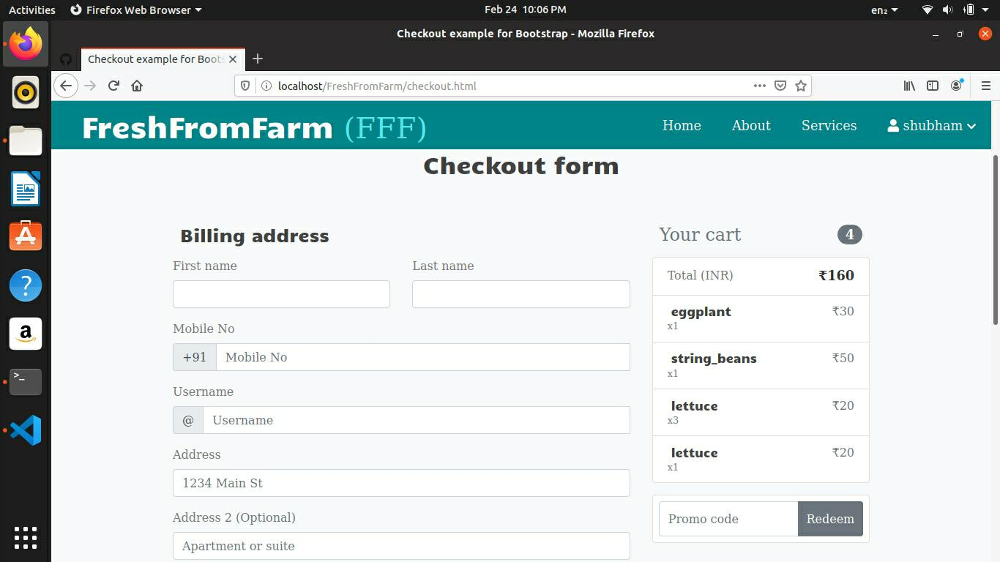 Activities Firefox Web Browser Feb 24 10:06 PM en₂
Checkout example for Bootstrap - Mozilla Firefox
Checkout example for Boots
localhost/FreshFromFarm/checkout.html
FreshFromFarm (FFF) Home About Services shubham
Checkout form
Billing address
First name Last name
Mobile No
+91 Mobile No
Username
@ Username
Address
1234 Main St
Address 2 (Optional)
Apartment or suite
Your cart 4
Total (INR) ₹160
eggplant ₹30
x1
string_beans ₹50
x1
lettuce ₹20
x3
lettuce ₹20
x1
Promo code Redeem